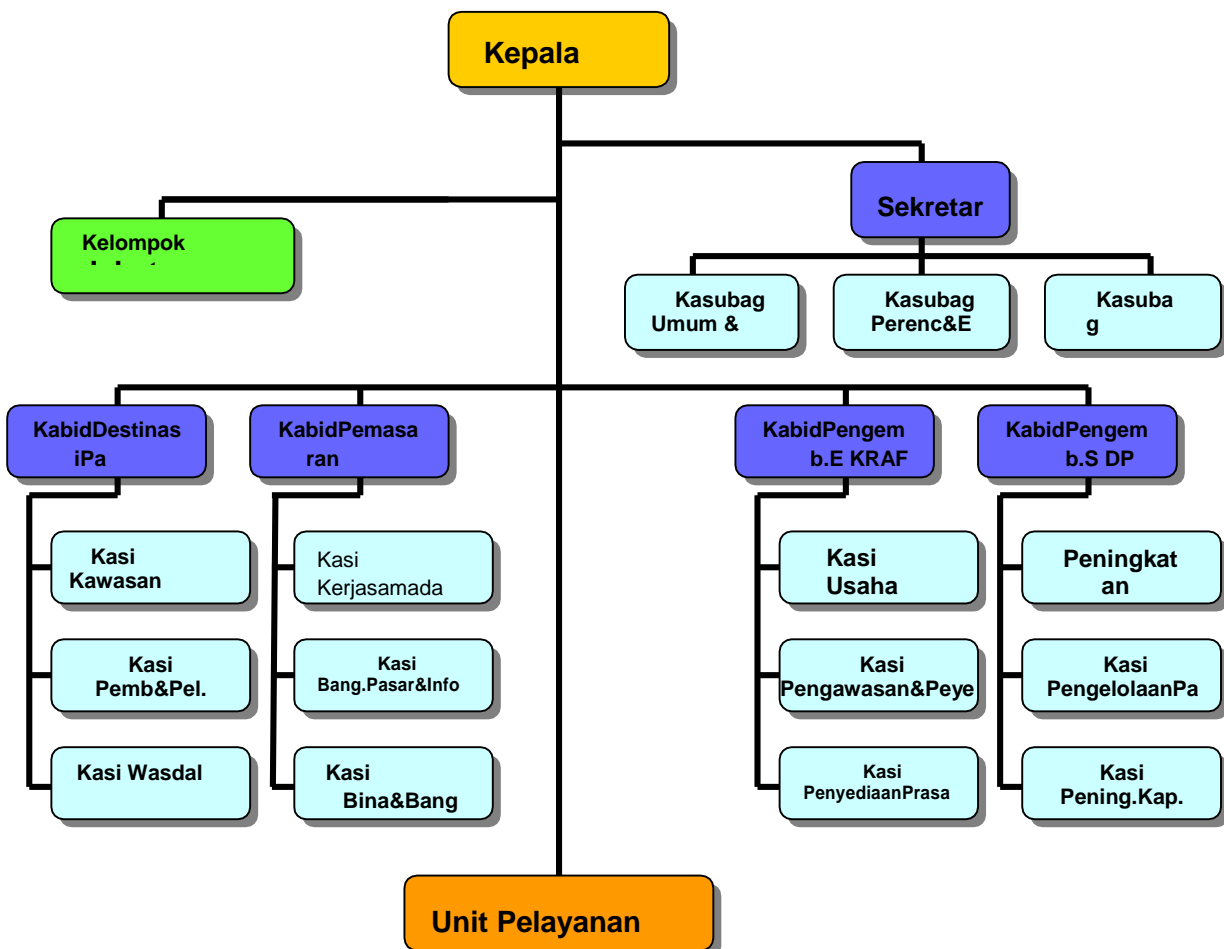 Kepala
Sekretar
Kelompok
Kasubag
Umum &
Kasubag
Perenc&E
Kasuba
g
KabidDestinas
iPa
KabidPemasa
ran
KabidPengem
b.E KRAF
KabidPengem
b.S DP
Kasi
Kawasan
Kasi
Kerjasamada
Kasi
Usaha
Peningkat
an
Kasi
Pemb&Pel.
Kasi
Bang.Pasar&Info
Kasi
Pengawasan&Peye
Kasi
PengelolaanPa
Kasi Wasdal
Kasi
Bina&Bang
Kasi
PenyediaanPrasa
Kasi
Pening.Kap.
Unit Pelayanan